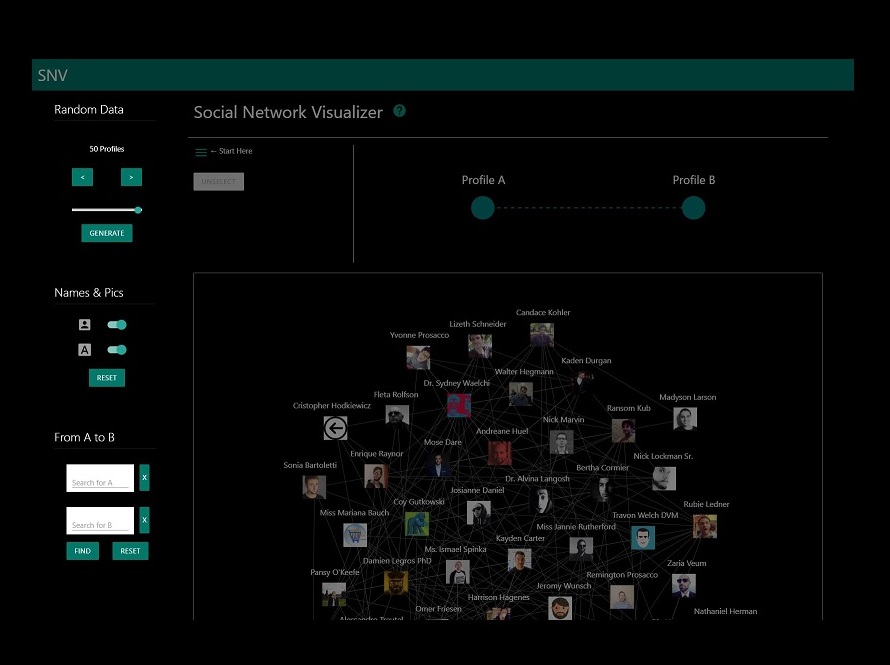 SNV
Random Data
50 Profiles
<
>
GENERATE
Names & Pics
A
RESET
From A to B
Search for A
X
Search for B
X
FIND
RESET
Social Network Visualizer ?
← Start Here
UNSELECT
Profile A
Profile B
Candace Kohler
Lizeth Schneider
Yvonne Prosacco
Kaden Durgan
Walter Hegmann
Dr. Sydney Waelchi
Fleta Rolfson
Madyson Larson
Cristopher Hodkiewicz
Ransom Kub
Nick Marvin
Andreane Huel
Mose Dare
Enrique Raynor
Nick Lockman Sr.
Sonia Bartoletti
Bertha Cormier
Dr. Alvina Langosh
Josianne Daniel
Coy Gutkowski
Rubie Ledner
Miss Mariana Bauch
Travon Welch DVM
Miss Jannie Rutherford
Kayden Carter
Ms. Ismael Spinka
Damien Legros PhD
Zaria Veum
Pansy O'Keefe
Remington Prosacco
Jeromy Wunsch
Harrison Hagenes
Omer Friesen
Nathaniel Herman